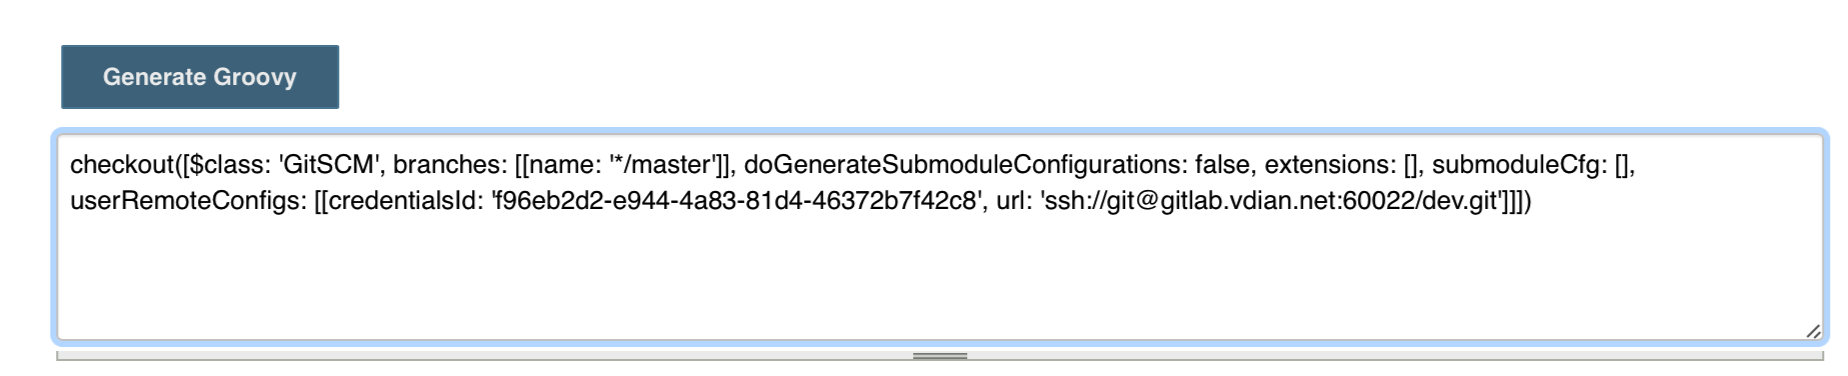 Generate Groovy
checkout([$class: 'GitSCM', branches: [[name: '*/master']], doGenerateSubmoduleConfigurations: false, extensions: [], submoduleCfg: [],
userRemoteConfigs: [[credentialsId: 'f96eb2d2-e944-4a83-81d4-46372b7f42c8', url: 'ssh://git@gitlab.vdian.net:60022/dev.git']]])